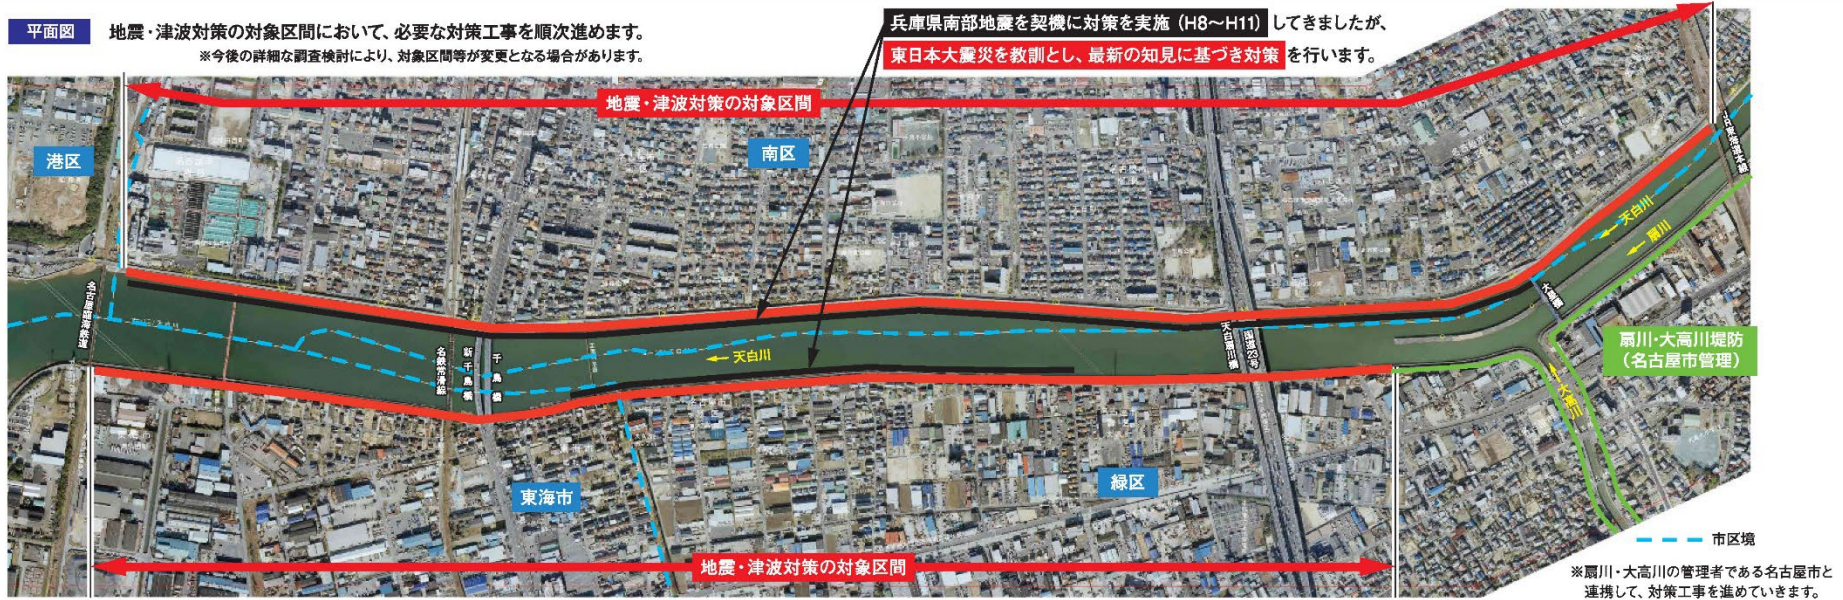 平面図
地震・津波対策の対象区間において、必要な対策工事を順次進めます。
※今後の詳細な調査検討により、対象区間等が変更となる場合があります。
兵庫県南部地震を契機に対策を実施（H8～H11）してきましたが、
東日本大震災を教訓とし、最新の知見に基づき対策を行います。
地震・津波対策の対象区間
港区
南区
JR東海道本線
天白川
扇川
大慶橋
名古屋臨海鉄道
名鉄常滑線
新千鳥橋
千鳥橋
天白川
天白扇川橋
国道23号
扇川・大高川堤防
（名古屋市管理）
大高川
東海市
緑区
地震・津波対策の対象区間
市区境
※扇川・大高川の管理者である名古屋市と
連携して、対策工事を進めていきます。